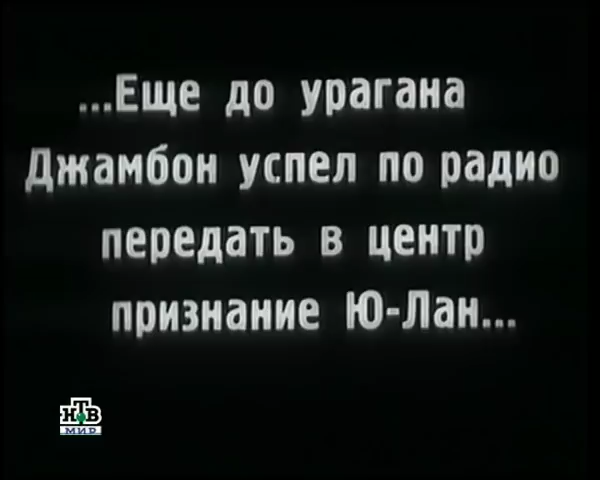 ...Еще до урагана
Джамбон успел по радио
передать в центр
признание Ю-Лан...
НТВ
МИР